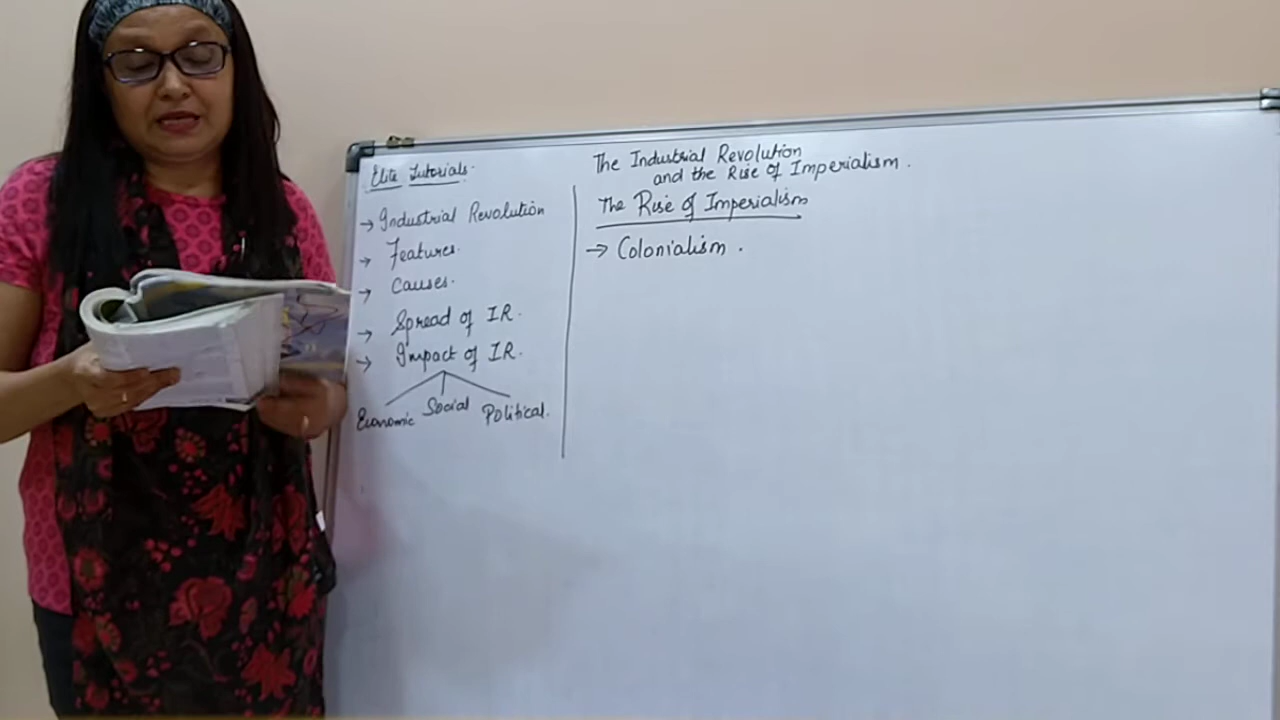 Elite Tutorials.
→ Industrial Revolution
→ Features.
→ Causes.
→ Spread of IR.
→ Impact of IR.
Economic Social Political.
The Industrial Revolution
and the Rise of Imperialism.
The Rise of Imperialism
→ Colonialism.